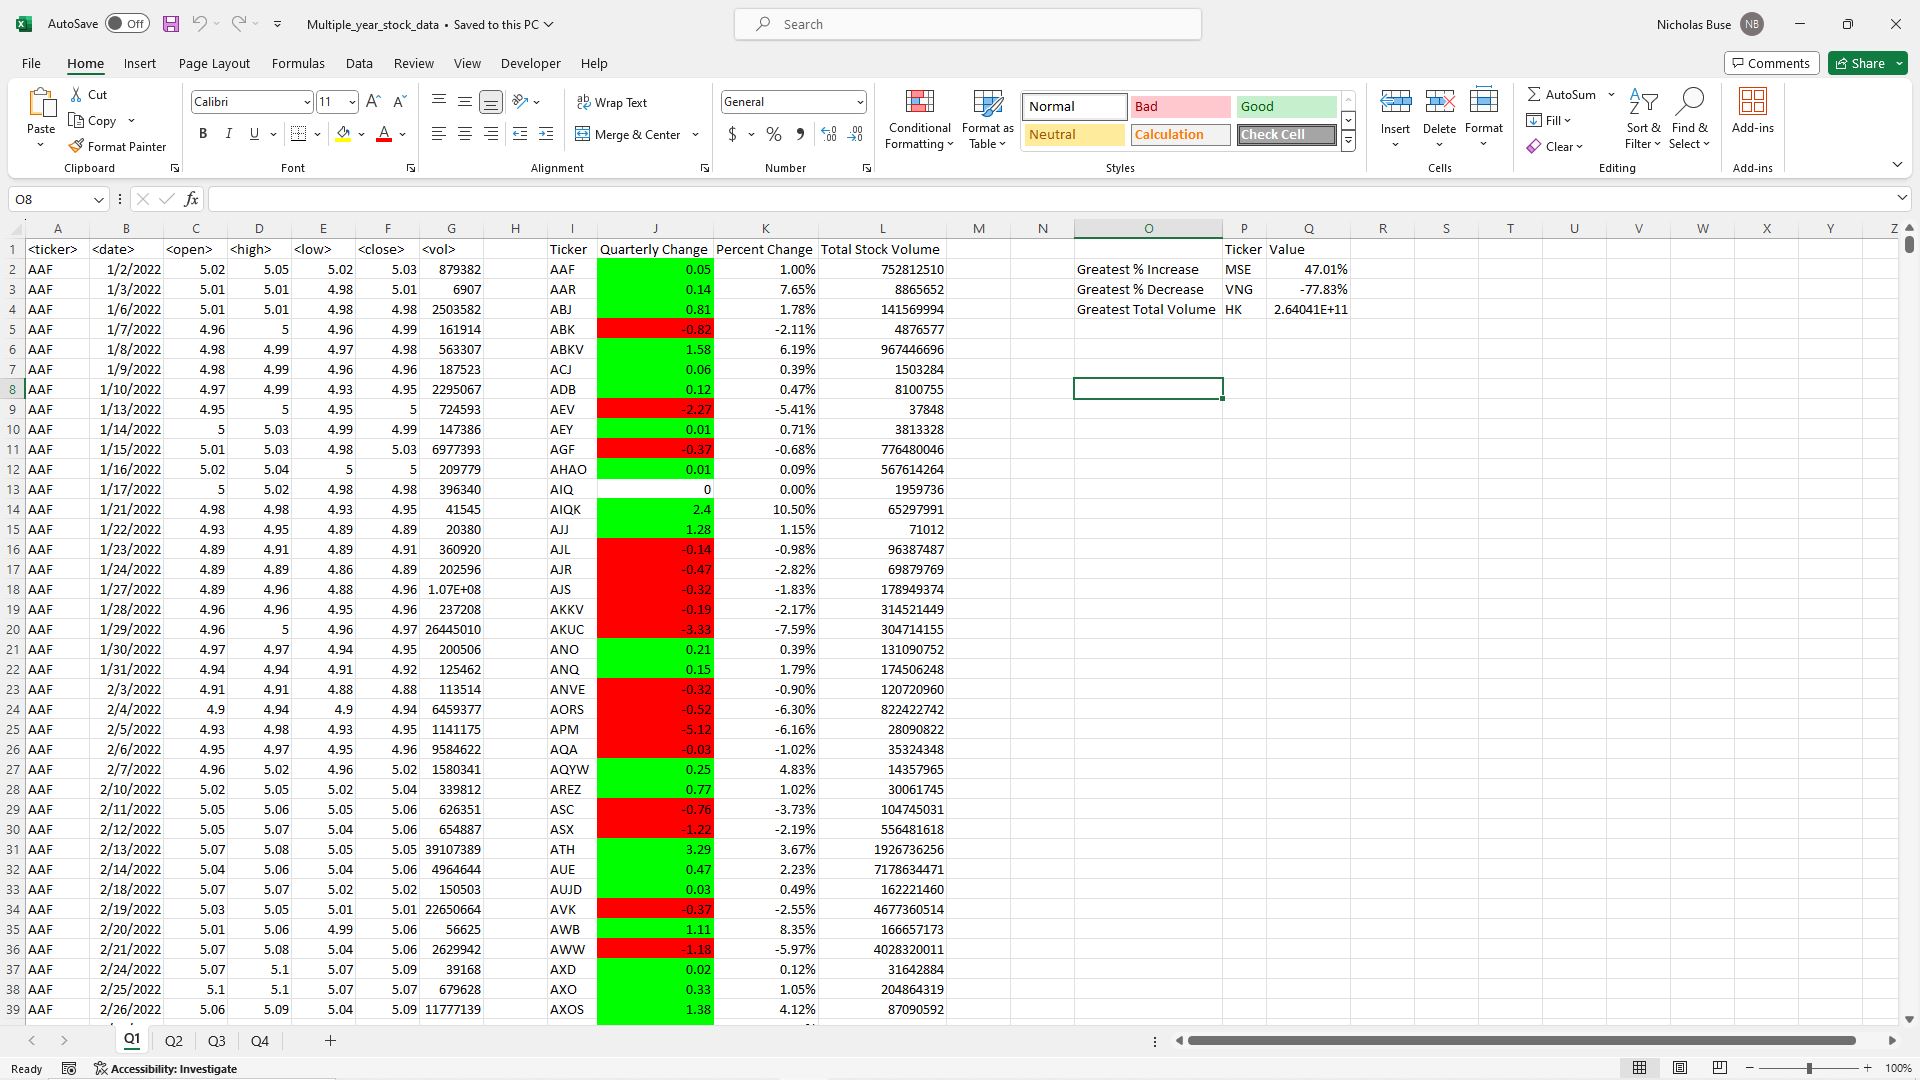 AutoSave Off Multiple_year_stock_data • Saved to this PC Search Nicholas Buse NB
File Home Insert Page Layout Formulas Data Review View Developer Help Comments Share
Cut Calibri 11 Wrap Text General Normal Bad Good AutoSum
Paste Copy Conditional Formatting Format as Table Insert Delete Format Fill Sort & Filter Find & Select Add-ins
Format Painter B I U A Merge & Center $ % Neutral Calculation Check Cell Clear
Clipboard Font Alignment Number Styles Cells Editing Add-ins
O8 fx
A B C D E F G H I J K L M N O P Q R S T U V W X Y Z
1 <ticker> <date> <open> <high> <low> <close> <vol> Ticker Quarterly Change Percent Change Total Stock Volume Ticker Value
2 AAF 1/2/2022 5.02 5.05 5.02 5.03 879382 AAF 0.05 1.00% 752812510 Greatest % Increase MSE 47.01%
3 AAF 1/3/2022 5.01 5.01 4.98 5.01 6907 AAR 0.14 7.65% 8865652 Greatest % Decrease VNG -77.83%
4 AAF 1/6/2022 5.01 5.01 4.98 4.98 2503582 ABJ 0.81 1.78% 141569994 Greatest Total Volume HK 2.64041E+11
5 AAF 1/7/2022 4.96 5 4.96 4.99 161914 ABK -0.82 -2.11% 4876577
6 AAF 1/8/2022 4.98 4.99 4.97 4.98 563307 ABKV 1.58 6.19% 967446696
7 AAF 1/9/2022 4.98 4.99 4.96 4.96 187523 ACJ 0.06 0.39% 1503284
8 AAF 1/10/2022 4.97 4.99 4.93 4.95 2295067 ADB 0.12 0.47% 8100755
9 AAF 1/13/2022 4.95 5 4.95 5 724593 AEV -2.27 -5.41% 37848
10 AAF 1/14/2022 5 5.03 4.99 4.99 147386 AEY 0.01 0.71% 3813328
11 AAF 1/15/2022 5.01 5.03 4.98 5.03 6977393 AGF -0.37 -0.68% 776480046
12 AAF 1/16/2022 5.02 5.04 5 5 209779 AHAO 0.01 0.09% 567614264
13 AAF 1/17/2022 5 5.02 4.98 4.98 396340 AIQ 0 0.00% 1959736
14 AAF 1/21/2022 4.98 4.98 4.93 4.95 41545 AIQK 2.4 10.50% 65297991
15 AAF 1/22/2022 4.93 4.95 4.89 4.89 20380 AJJ 1.28 1.15% 71012
16 AAF 1/23/2022 4.89 4.91 4.89 4.91 360920 AJL -0.14 -0.98% 96387487
17 AAF 1/24/2022 4.89 4.89 4.86 4.89 202596 AJR -0.47 -2.82% 69879769
18 AAF 1/27/2022 4.89 4.96 4.88 4.96 1.07E+08 AJS -0.32 -1.83% 178949374
19 AAF 1/28/2022 4.96 4.96 4.95 4.96 237208 AKKV -0.19 -2.17% 314521449
20 AAF 1/29/2022 4.96 5 4.96 4.97 26445010 AKUC -3.33 -7.59% 304714155
21 AAF 1/30/2022 4.97 4.97 4.94 4.95 200506 ANO 0.21 0.39% 131090752
22 AAF 1/31/2022 4.94 4.94 4.91 4.92 125462 ANQ 0.15 1.79% 174506248
23 AAF 2/3/2022 4.91 4.91 4.88 4.88 113514 ANVE -0.32 -0.90% 120720960
24 AAF 2/4/2022 4.9 4.94 4.9 4.94 6459377 AORS -0.52 -6.30% 822422742
25 AAF 2/5/2022 4.93 4.98 4.93 4.95 1141175 APM -5.12 -6.16% 28090822
26 AAF 2/6/2022 4.95 4.97 4.95 4.96 9584622 AQA -0.03 -1.02% 35324348
27 AAF 2/7/2022 4.96 5.02 4.96 5.02 1580341 AQYW 0.25 4.83% 14357965
28 AAF 2/10/2022 5.02 5.05 5.02 5.04 339812 AREZ 0.77 1.02% 30061745
29 AAF 2/11/2022 5.05 5.06 5.05 5.06 626351 ASC -0.76 -3.73% 104745031
30 AAF 2/12/2022 5.05 5.07 5.04 5.06 654887 ASX -1.22 -2.19% 556481618
31 AAF 2/13/2022 5.07 5.08 5.05 5.05 39107389 ATH 3.29 3.67% 1926736256
32 AAF 2/14/2022 5.04 5.06 5.04 5.06 4964644 AUE 0.47 2.23% 7178634471
33 AAF 2/18/2022 5.07 5.07 5.02 5.02 150503 AUJD 0.03 0.49% 162221460
34 AAF 2/19/2022 5.03 5.05 5.01 5.01 22650664 AVK -0.37 -2.55% 4677360514
35 AAF 2/20/2022 5.01 5.06 4.99 5.06 56625 AWB 1.11 8.35% 166657173
36 AAF 2/21/2022 5.07 5.08 5.04 5.06 2629942 AWW -1.18 -5.97% 4028320011
37 AAF 2/24/2022 5.07 5.1 5.07 5.09 39168 AXD 0.02 0.12% 31642884
38 AAF 2/25/2022 5.1 5.1 5.07 5.07 679628 AXO 0.33 1.05% 204864319
39 AAF 2/26/2022 5.06 5.09 5.04 5.09 11777139 AXOS 1.38 4.12% 87090592
Q1 Q2 Q3 Q4 +
Ready Accessibility: Investigate 100%